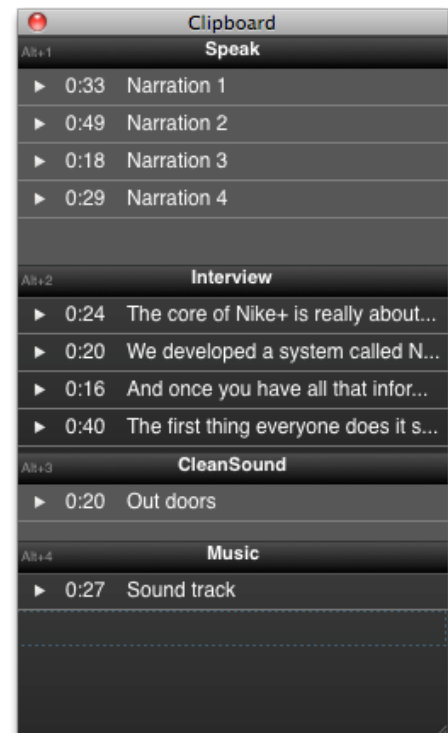 Clipboard
Alt+1 Speak
0:33 Narration 1
0:49 Narration 2
0:18 Narration 3
0:29 Narration 4
Alt+2 Interview
0:24 The core of Nike+ is really about...
0:20 We developed a system called N...
0:16 And once you have all that infor...
0:40 The first thing everyone does it s...
Alt+3 CleanSound
0:20 Out doors
Alt+4 Music
0:27 Sound track